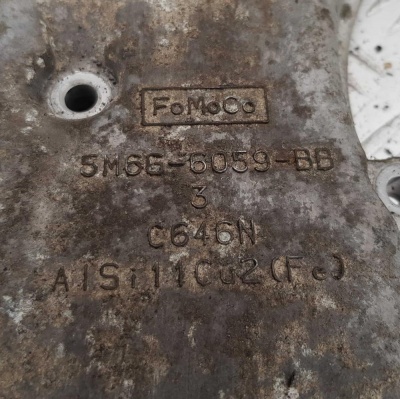 FoMoCo
5M6G-6059-BB
3
C646N
AlSi11Cu2(Fe)